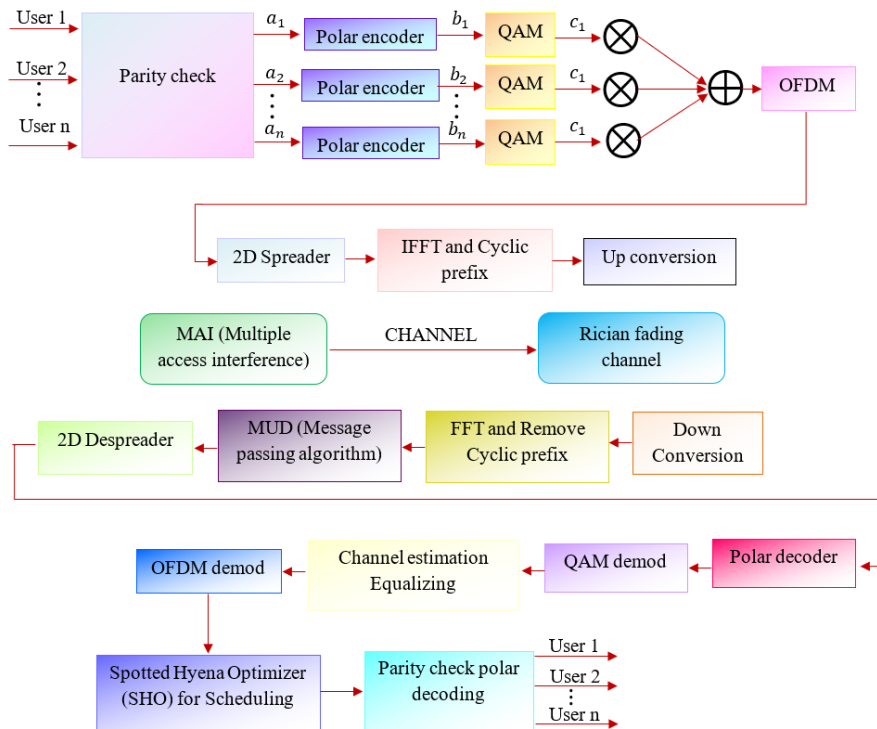 User 1
a₁
b₁
c₁
Polar encoder
QAM
User 2
Parity check
a₂
Polar encoder
b₂
QAM
c₁
OFDM
User n
aₙ
Polar encoder
bₙ
QAM
c₁
2D Spreader
IFFT and Cyclic
prefix
Up conversion
MAI (Multiple
access interference)
CHANNEL
Rician fading
channel
2D Despreader
MUD (Message
passing algorithm)
FFT and Remove
Cyclic prefix
Down
Conversion
OFDM demod
Channel estimation
Equalizing
QAM demod
Polar decoder
Spotted Hyena Optimizer
(SHO) for Scheduling
Parity check polar
decoding
User 1
User 2
User n